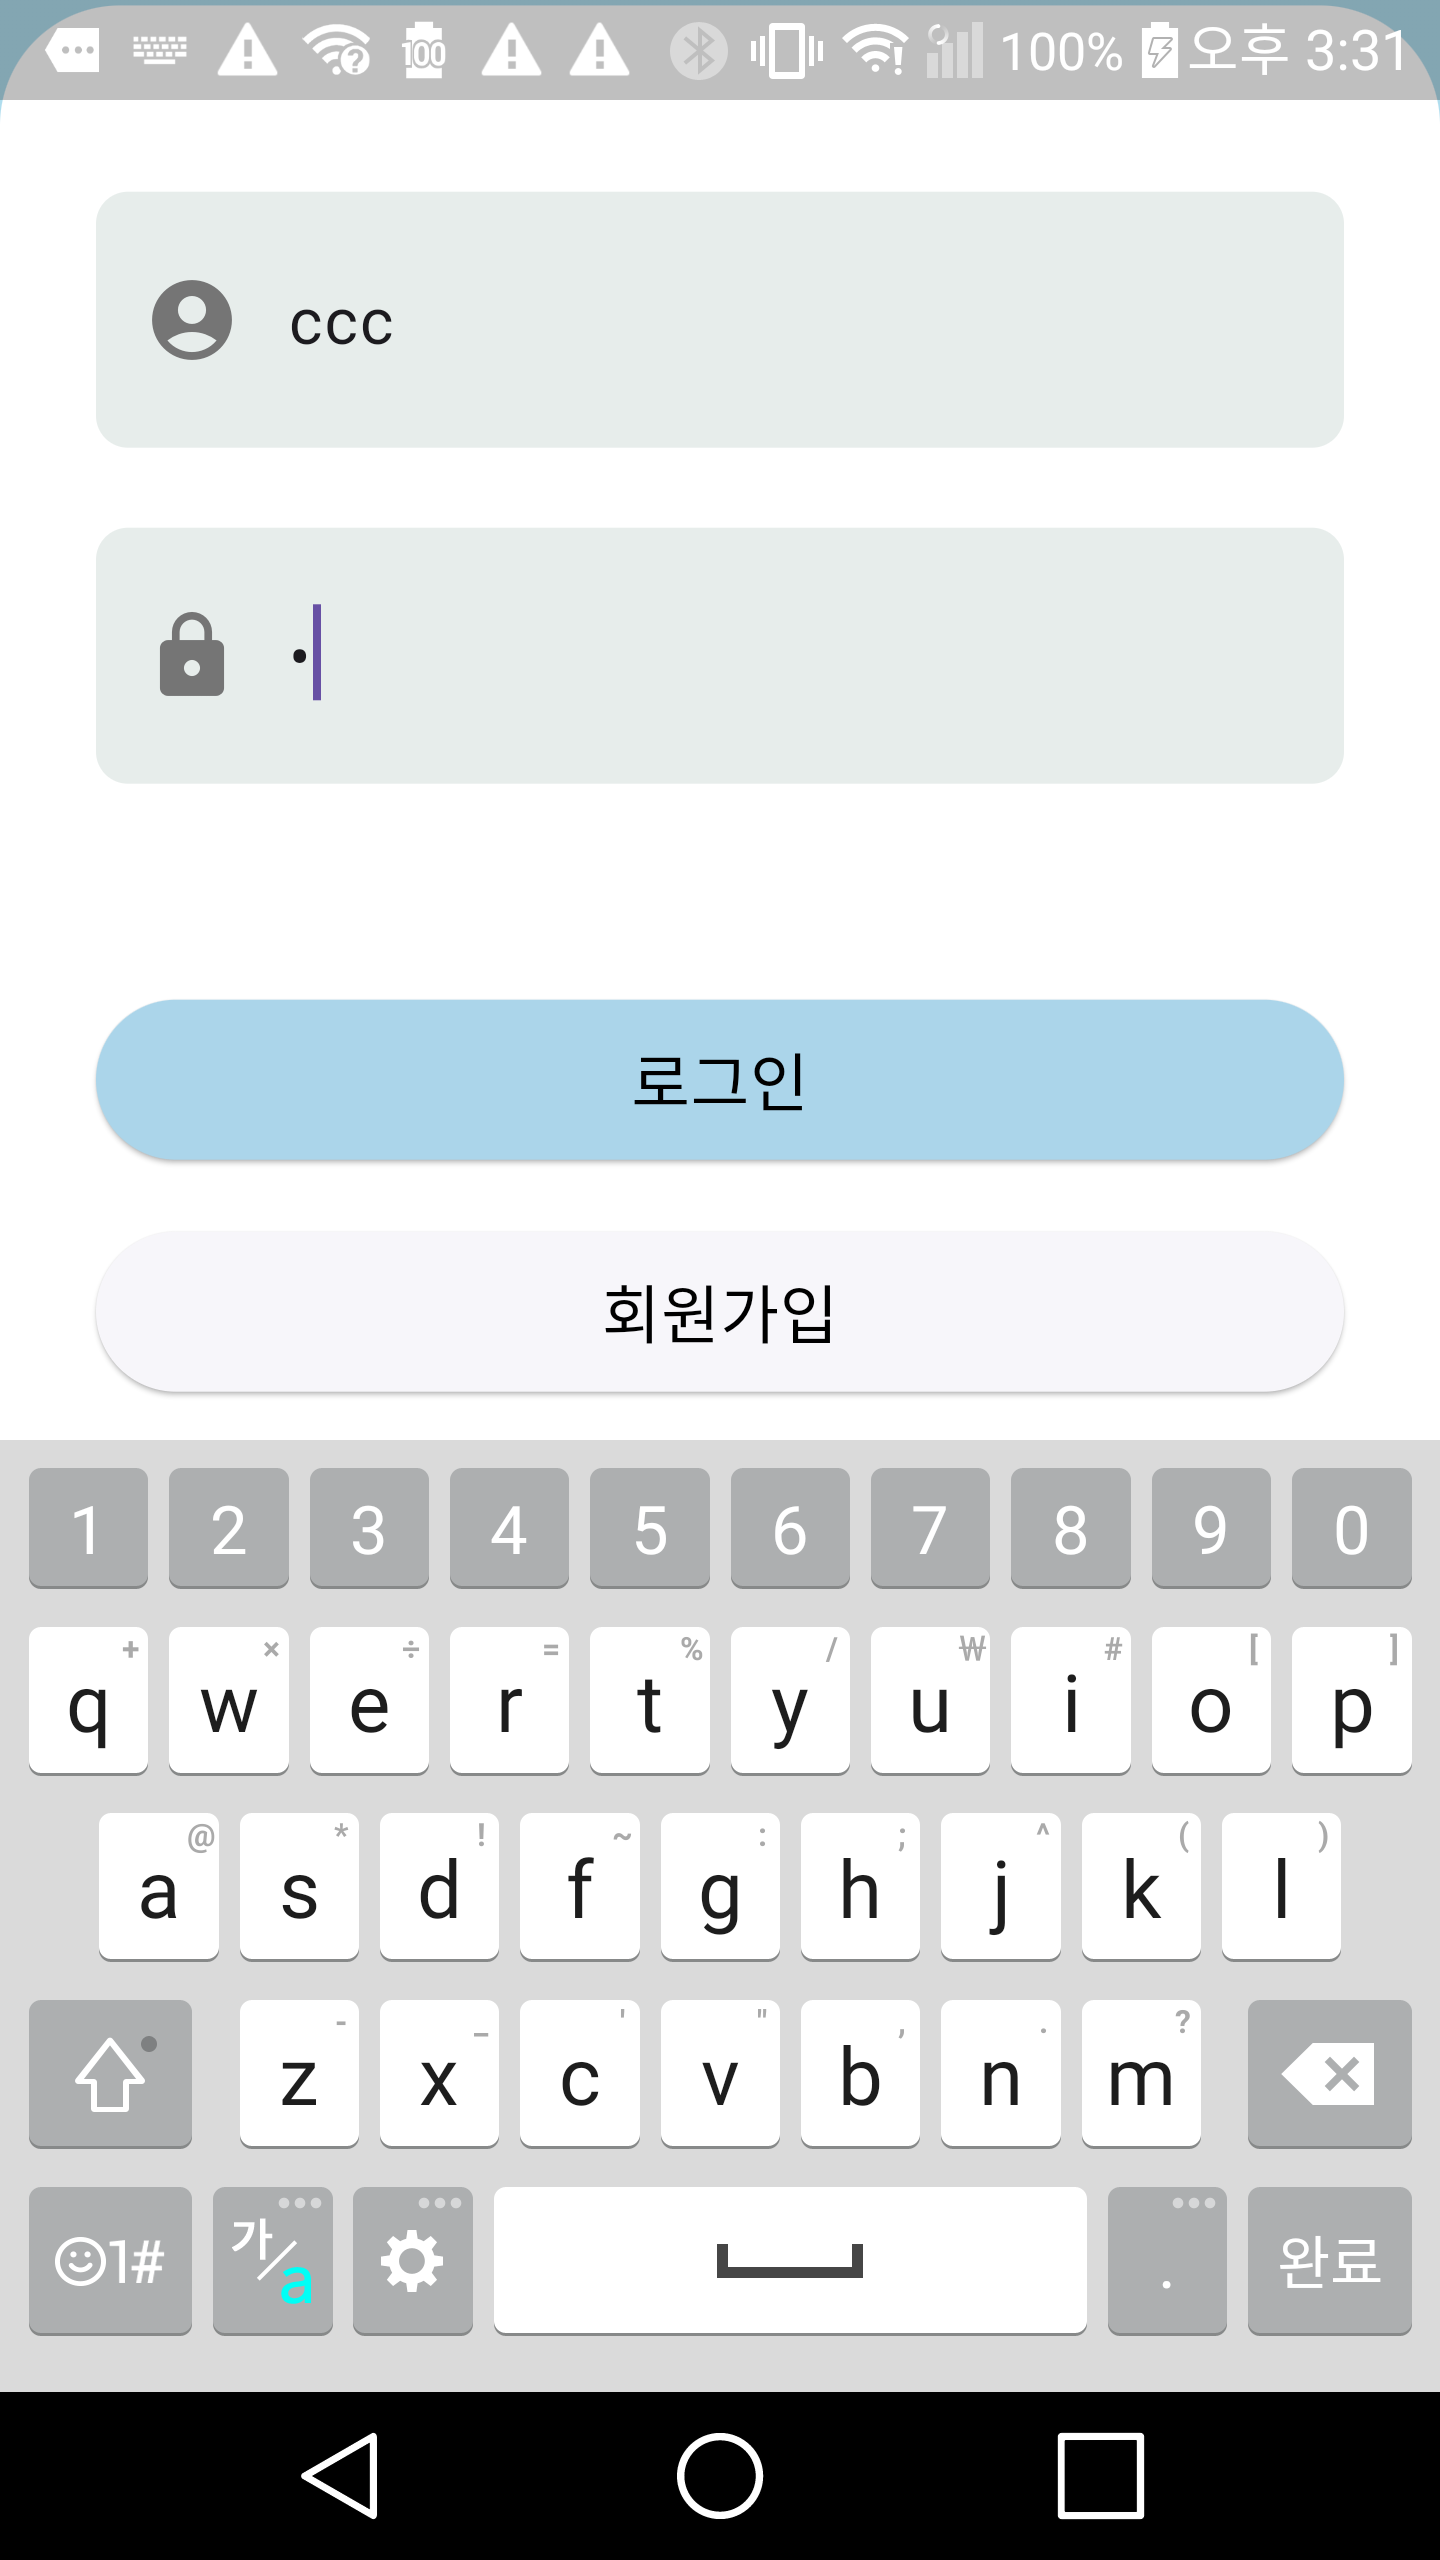 100 100% 오후 3:31
ccc
•
로그인
회원가입
1 2 3 4 5 6 7 8 9 0
+ × ÷ = % / ₩ # [ ]
q w e r t y u i o p
@ * ! ~ : ; ^ ( )
a s d f g h j k l
- _ ' " , . ?
z x c v b n m
1# 가/a . 완료